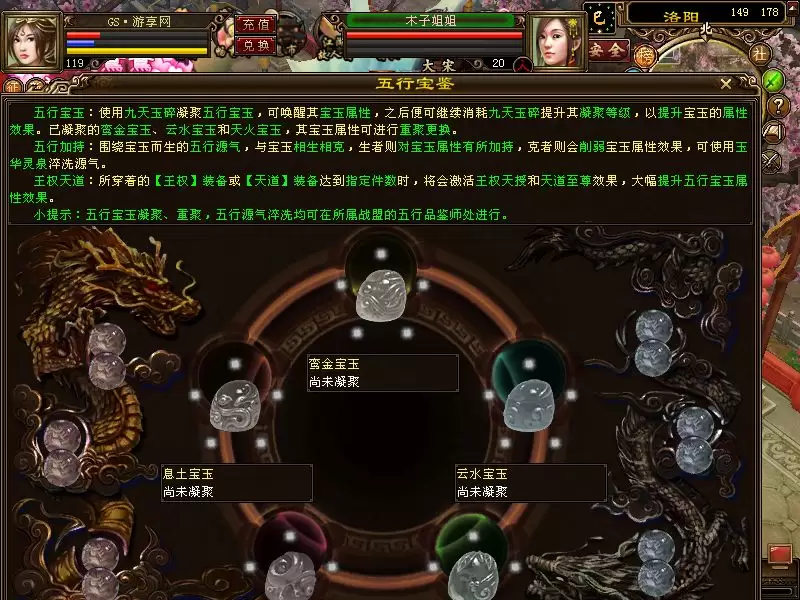 GS·游享网
充值
兑换
119
木子姐姐
大宋
20
安全
洛阳
149 178
北
社
五行宝鉴
五行宝玉：使用九天玉碎凝聚五行宝玉，可唤醒其宝玉属性，之后便可继续消耗九天玉碎提升其凝聚等级，以提升宝玉的属性
效果。已凝聚的鸾金宝玉、云水宝玉和天火宝玉，其宝玉属性可进行重聚更换。
五行加持：围绕宝玉而生的五行源气，与宝玉相生相克，生者则对宝玉属性有所加持，克者则会削弱宝玉属性效果，可使用玉
华灵泉淬洗源气。
王权天道：所穿着的【王权】装备或【天道】装备达到指定件数时，将会激活王权天授和天道至尊效果，大幅提升五行宝玉属
性效果。
小提示：五行宝玉凝聚、重聚，五行源气淬洗均可在所属战盟的五行品鉴师处进行。
鸾金宝玉
尚未凝聚
息土宝玉
尚未凝聚
云水宝玉
尚未凝聚